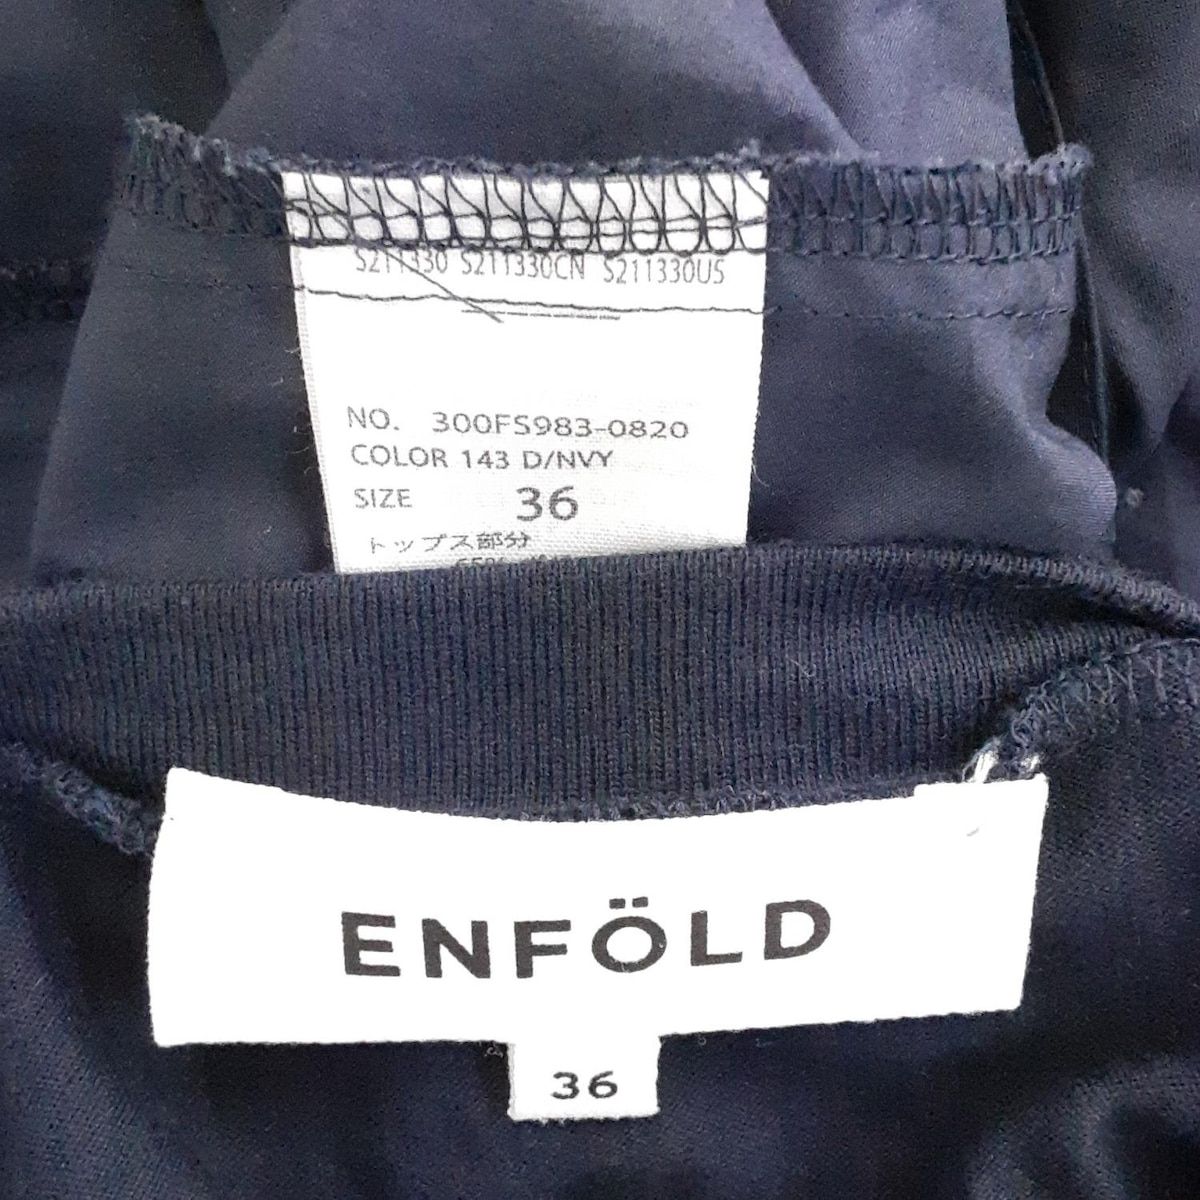 S211330 S211330CN S211330US
NO. 300FS983-0820
COLOR 143 D/NVY
SIZE 36
トップス部分
ENFÖLD
36